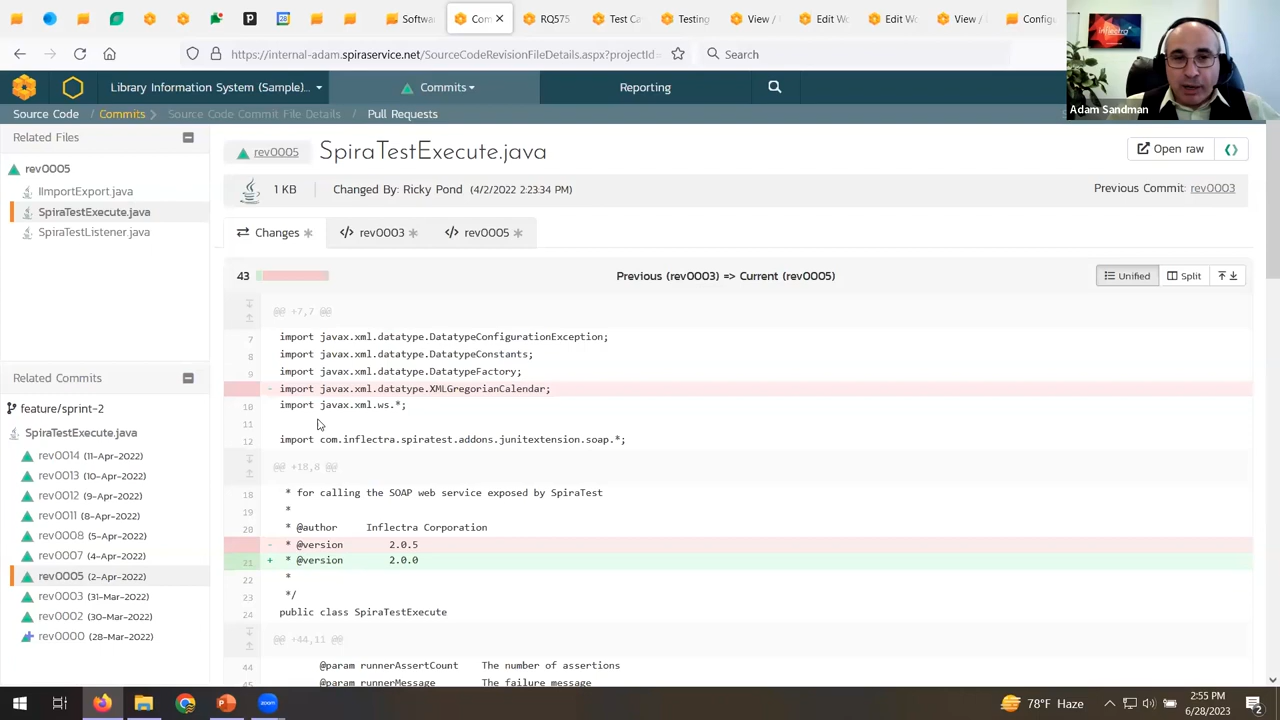 Softwa
Com
RQ575
Test Ca
Testing
View /
Edit Wo
Edit Wo
View /
Config
https://internal-adam.spiraservice.net/SourceCodeRevisionFileDetails.aspx?projectId=
Search
Library Information System (Sample)...
Commits
Reporting
Adam Sandman
Source Code
Commits
Source Code Commit File Details
Pull Requests
Related Files
rev0005
IImportExport.java
SpiraTestExecute.java
SpiraTestListener.java
Related Commits
feature/sprint-2
SpiraTestExecute.java
rev0014 (11-Apr-2022)
rev0013 (10-Apr-2022)
rev0012 (9-Apr-2022)
rev0011 (8-Apr-2022)
rev0008 (5-Apr-2022)
rev0007 (4-Apr-2022)
rev0005 (2-Apr-2022)
rev0003 (31-Mar-2022)
rev0002 (30-Mar-2022)
rev0000 (28-Mar-2022)
rev0005 SpiraTestExecute.java
Open raw
1 KB Changed By: Ricky Pond (4/2/2022 2:23:34 PM)
Previous Commit: rev0003
Changes
rev0003
rev0005
43
Previous (rev0003) => Current (rev0005)
Unified
Split
@@ +7,7 @@
7 import javax.xml.datatype.DatatypeConfigurationException;
8 import javax.xml.datatype.DatatypeConstants;
9 import javax.xml.datatype.DatatypeFactory;
- import javax.xml.datatype.XMLGregorianCalendar;
10 import javax.xml.ws.*;
11
12 import com.inflectra.spiratest.addons.junitextension.soap.*;
@@ +18,8 @@
18 * for calling the SOAP web service exposed by SpiraTest
19 *
20 * @author Inflectra Corporation
- * @version 2.0.5
21 + * @version 2.0.0
22 *
23 */
24 public class SpiraTestExecute
@@ +44,11 @@
44 @param runnerAssertCount The number of assertions
45 @param runnerMessage The failure message
78°F Haze
2:55 PM
6/28/2023
2